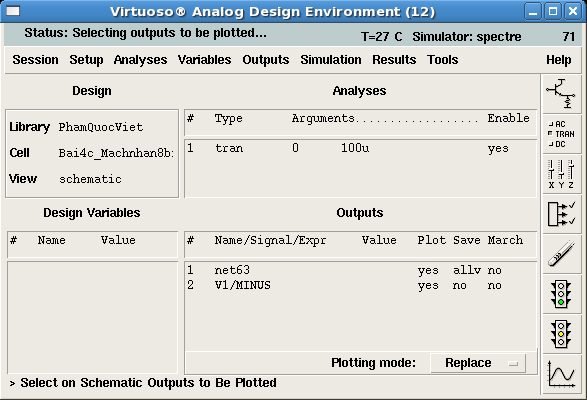 Virtuoso® Analog Design Environment (12)
Status: Selecting outputs to be plotted... T=27 C Simulator: spectre 71
Session Setup Analyses Variables Outputs Simulation Results Tools Help
Design
Library PhamQuocViet
Cell Bai4c_Machnhan8b:
View schematic
Analyses
# Type Arguments................... Enable
1 tran 0 100u yes
Design Variables
# Name Value
Outputs
# Name/Signal/Expr Value Plot Save March
1 net63 yes allv no
2 V1/MINUS yes no no
Plotting mode: Replace
> Select on Schematic Outputs to Be Plotted
AC
TRAN
DC
X Y Z